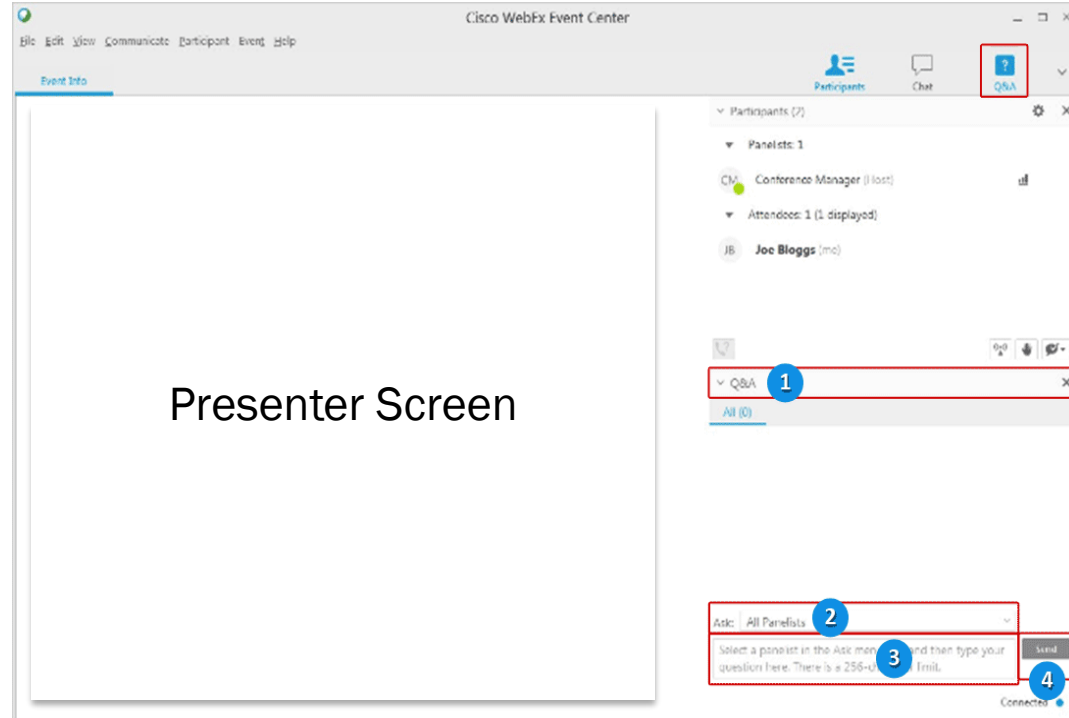 Cisco WebEx Event Center
File Edit View Communicate Participant Event Help
Event Info
Participants
Chat
?
Q&A
Participants (2)
Panelists: 1
CM Conference Manager (Host)
Attendees: 1 (1 displayed)
JB Joe Bloggs (me)
Presenter Screen
Q&A 1
All (0)
Ask: All Panelists 2
Select a panelist in the Ask and then type your
question here. There is a limit.
3
Send
4
Connected